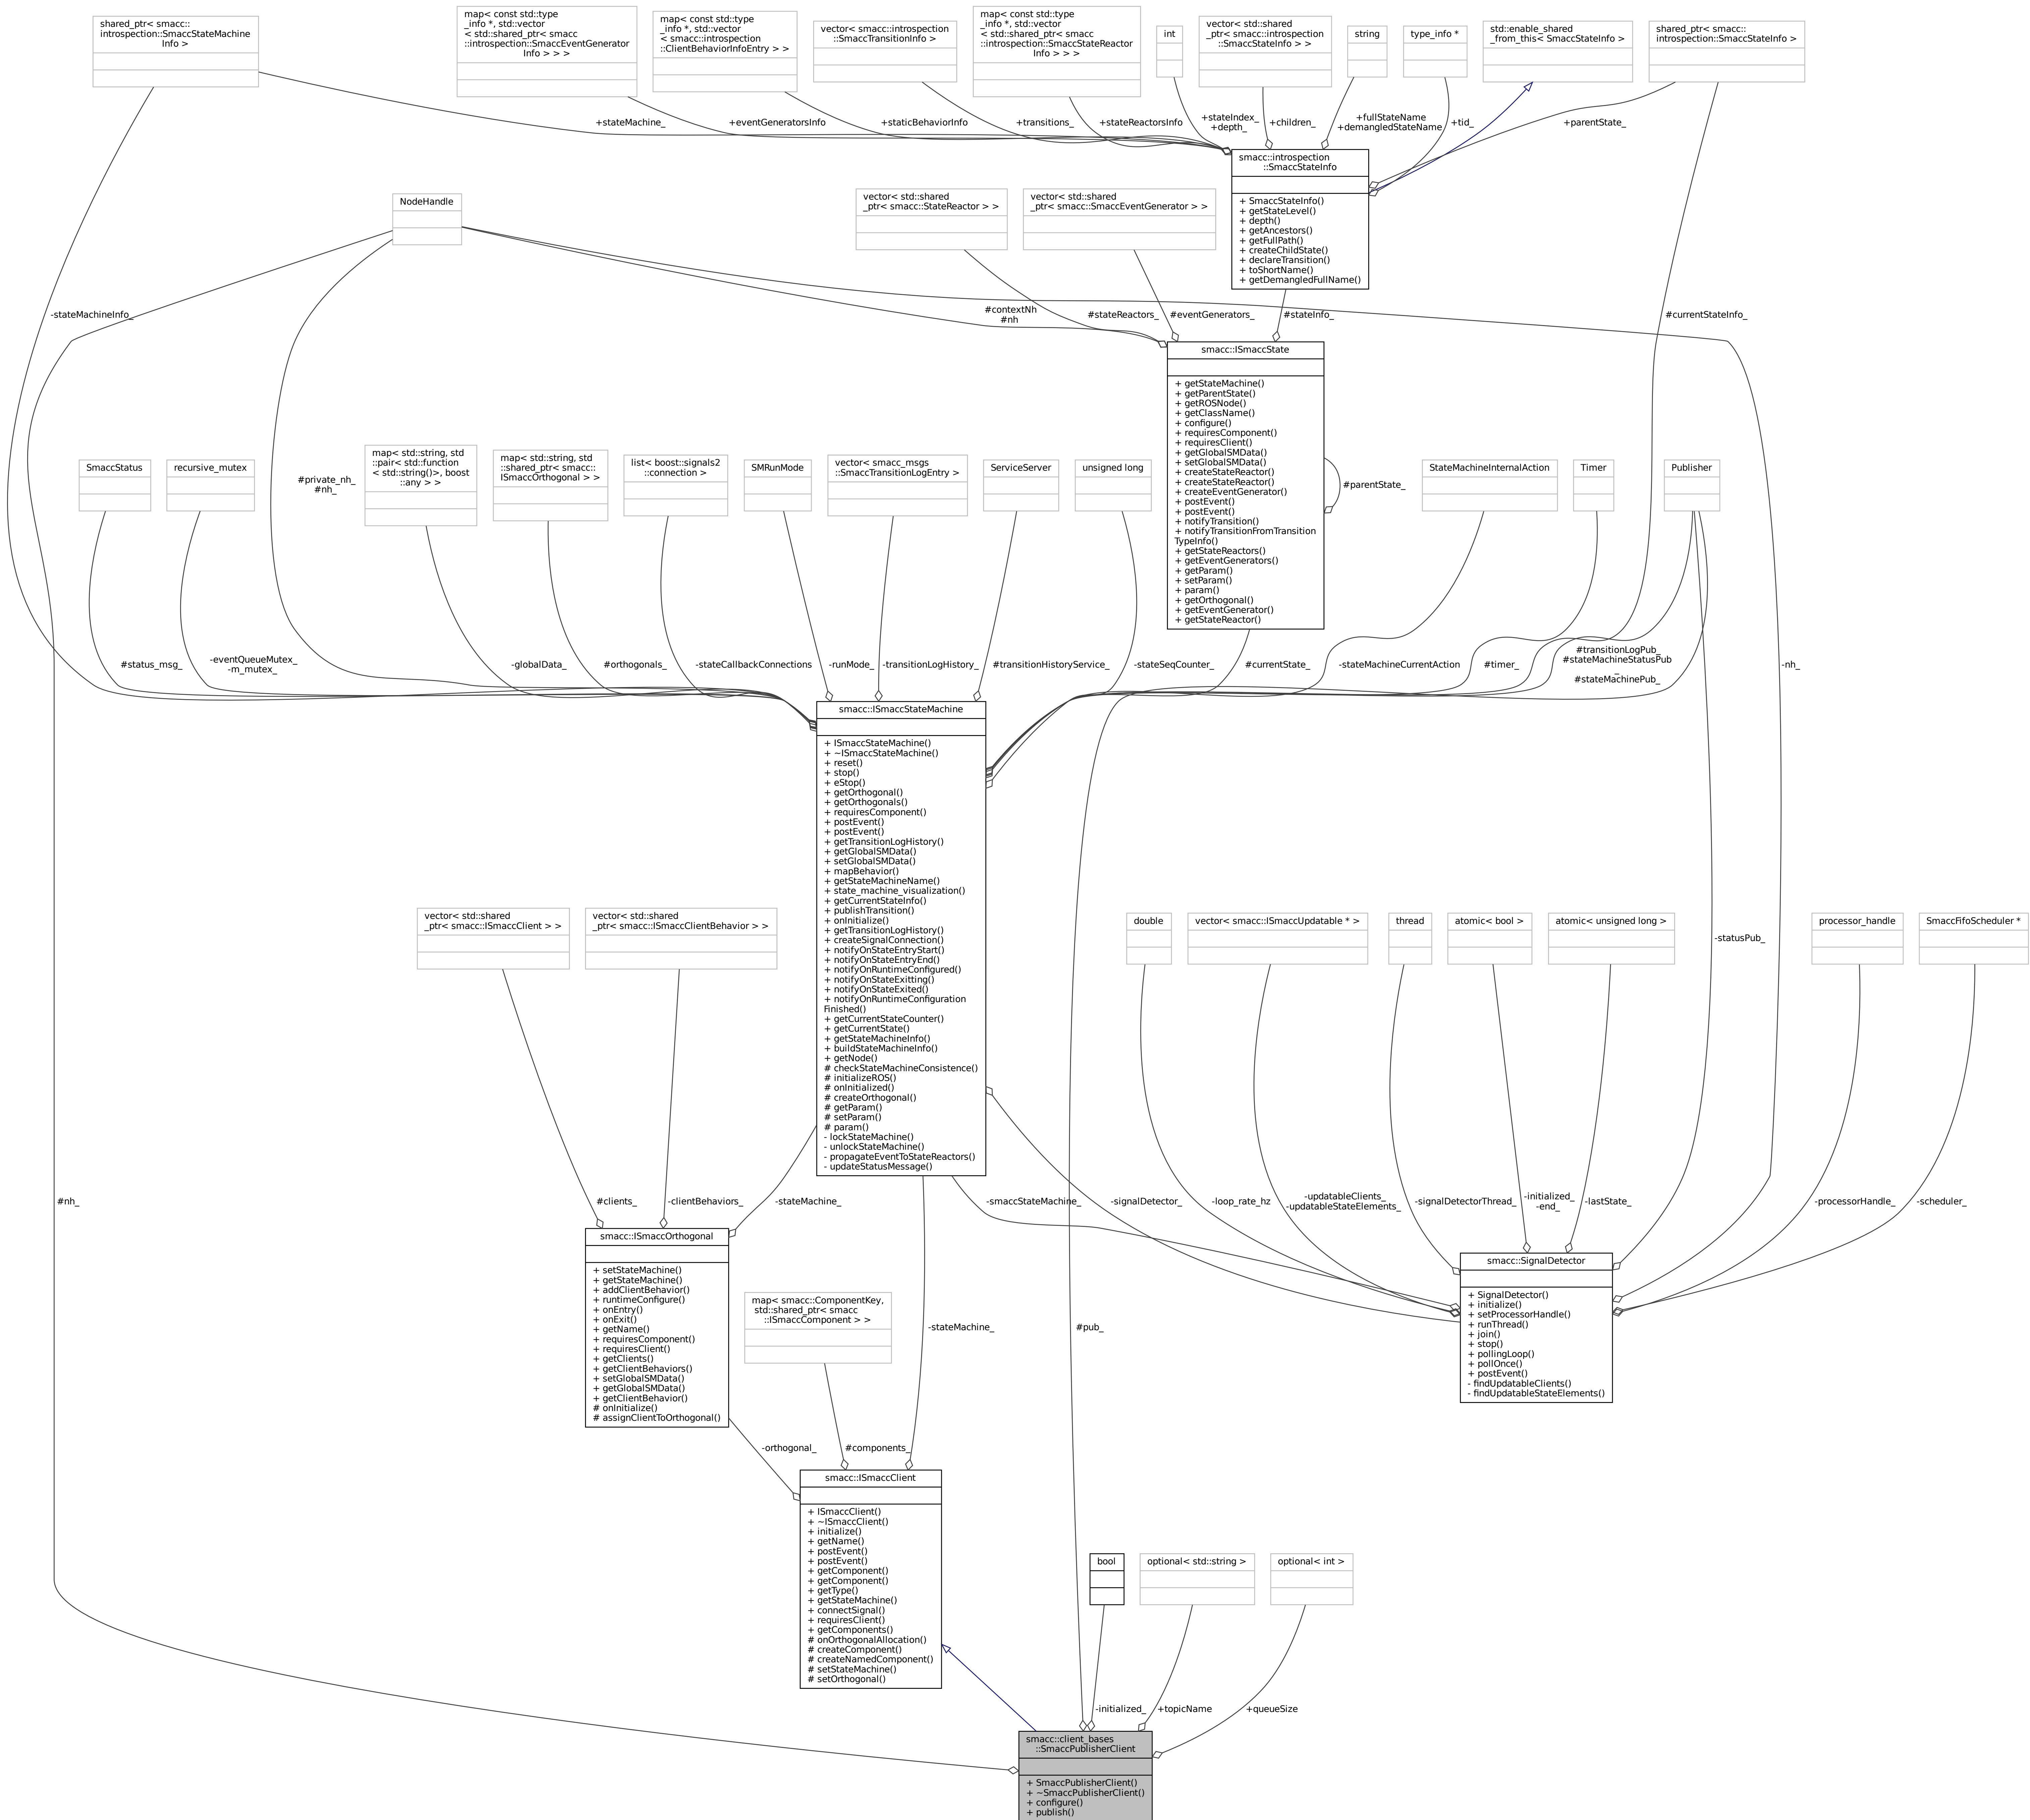 shared_ptr< smacc::
introspection::SmaccStateMachine
Info >
map< const std::type
_info *, std::vector
< std::shared_ptr< smacc
::introspection::SmaccEventGenerator
Info > > >
map< const std::type
_info *, std::vector
< smacc::introspection
::ClientBehaviorInfoEntry > >
vector< smacc::introspection
::SmaccTransitionInfo >
map< const std::type
_info *, std::vector
< std::shared_ptr< smacc
::introspection::SmaccStateReactor
Info > > >
int
vector< std::shared
_ptr< smacc::introspection
::SmaccStateInfo > >
string
type_info *
std::enable_shared
_from_this< SmaccStateInfo >
shared_ptr< smacc::
introspection::SmaccStateInfo >
+stateMachine_
+eventGeneratorsInfo
+staticBehaviorInfo
+transitions_
+stateReactorsInfo
+stateIndex_
+depth_
+children_
+fullStateName
+demangledStateName
+tid_
+parentState_
smacc::introspection
::SmaccStateInfo
+ SmaccStateInfo()
+ getStateLevel()
+ depth()
+ getAncestors()
+ getFullPath()
+ createChildState()
+ declareTransition()
+ toShortName()
+ getDemangledFullName()
NodeHandle
vector< std::shared
_ptr< smacc::StateReactor > >
vector< std::shared
_ptr< smacc::SmaccEventGenerator > >
-stateMachineInfo_
#contextNh
#nh
#stateReactors_
#eventGenerators_
#stateInfo_
#currentStateInfo_
smacc::ISmaccState
+ getStateMachine()
+ getParentState()
+ getROSNode()
+ getClassName()
+ configure()
+ requiresComponent()
+ requiresClient()
+ getGlobalSMData()
+ setGlobalSMData()
+ createStateReactor()
+ createStateReactor()
+ createEventGenerator()
+ postEvent()
+ postEvent()
+ notifyTransition()
+ notifyTransitionFromTransition
TypeInfo()
+ getStateReactors()
+ getEventGenerators()
+ getParam()
+ setParam()
+ param()
+ getOrthogonal()
+ getEventGenerator()
+ getStateReactor()
#parentState_
SmaccStatus
recursive_mutex
#private_nh_
#nh_
map< std::string, std
::pair< std::function
< std::string()>, boost
::any > >
map< std::string, std
::shared_ptr< smacc::
ISmaccOrthogonal > >
list< boost::signals2
::connection >
SMRunMode
vector< smacc_msgs
::SmaccTransitionLogEntry >
ServiceServer
unsigned long
StateMachineInternalAction
Timer
Publisher
#status_msg_
-eventQueueMutex_
-m_mutex_
-globalData_
#orthogonals_
-stateCallbackConnections
-runMode_
-transitionLogHistory_
#transitionHistoryService_
-stateSeqCounter_
#currentState_
-stateMachineCurrentAction
#timer_
#transitionLogPub_
#stateMachineStatusPub
_
#stateMachinePub_
-nh_
smacc::ISmaccStateMachine
+ ISmaccStateMachine()
+ ~ISmaccStateMachine()
+ reset()
+ stop()
+ eStop()
+ getOrthogonal()
+ getOrthogonals()
+ requiresComponent()
+ postEvent()
+ postEvent()
+ getTransitionLogHistory()
+ getGlobalSMData()
+ setGlobalSMData()
+ mapBehavior()
+ getStateMachineName()
+ state_machine_visualization()
+ getCurrentStateInfo()
+ publishTransition()
+ onInitialize()
+ getTransitionLogHistory()
+ createSignalConnection()
+ notifyOnStateEntryStart()
+ notifyOnStateEntryEnd()
+ notifyOnRuntimeConfigured()
+ notifyOnStateExitting()
+ notifyOnStateExited()
+ notifyOnRuntimeConfiguration
Finished()
+ getCurrentStateCounter()
+ getCurrentState()
+ getStateMachineInfo()
+ buildStateMachineInfo()
+ getNode()
# checkStateMachineConsistence()
# initializeROS()
# onInitialized()
# createOrthogonal()
# getParam()
# setParam()
# param()
- lockStateMachine()
- unlockStateMachine()
- propagateEventToStateReactors()
- updateStatusMessage()
vector< std::shared
_ptr< smacc::ISmaccClient > >
vector< std::shared
_ptr< smacc::ISmaccClientBehavior > >
double
vector< smacc::ISmaccUpdatable * >
thread
atomic< bool >
atomic< unsigned long >
-statusPub_
processor_handle
SmaccFifoScheduler *
#nh_
#clients_
-clientBehaviors_
-stateMachine_
-smaccStateMachine_
-signalDetector_
-loop_rate_hz
-updatableClients_
-updatableStateElements_
-signalDetectorThread_
-initialized_
-end_
-lastState_
-processorHandle_
-scheduler_
smacc::ISmaccOrthogonal
+ setStateMachine()
+ getStateMachine()
+ addClientBehavior()
+ runtimeConfigure()
+ onEntry()
+ onExit()
+ getName()
+ requiresComponent()
+ requiresClient()
+ getClients()
+ getClientBehaviors()
+ setGlobalSMData()
+ getGlobalSMData()
+ getClientBehavior()
# onInitialize()
# assignClientToOrthogonal()
smacc::SignalDetector
+ SignalDetector()
+ initialize()
+ setProcessorHandle()
+ runThread()
+ join()
+ stop()
+ pollingLoop()
+ pollOnce()
+ postEvent()
- findUpdatableClients()
- findUpdatableStateElements()
map< smacc::ComponentKey,
std::shared_ptr< smacc
::ISmaccComponent > >
-stateMachine_
#pub_
-orthogonal_
#components_
smacc::ISmaccClient
+ ISmaccClient()
+ ~ISmaccClient()
+ initialize()
+ getName()
+ postEvent()
+ postEvent()
+ getComponent()
+ getComponent()
+ getType()
+ getStateMachine()
+ connectSignal()
+ requiresClient()
+ getComponents()
# onOrthogonalAllocation()
# createComponent()
# createNamedComponent()
# setStateMachine()
# setOrthogonal()
bool
optional< std::string >
optional< int >
-initialized_
+topicName
+queueSize
smacc::client_bases
::SmaccPublisherClient
+ SmaccPublisherClient()
+ ~SmaccPublisherClient()
+ configure()
+ publish()